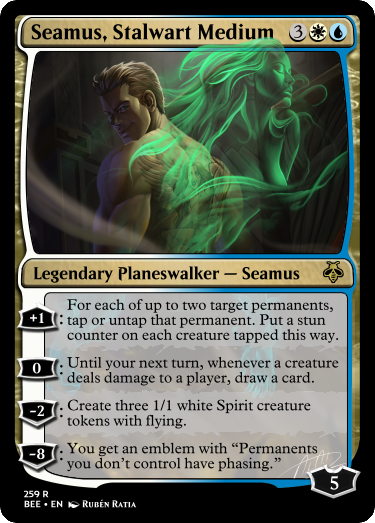 Seamus, Stalwart Medium 3
Legendary Planeswalker — Seamus
+1: For each of up to two target permanents,
tap or untap that permanent. Put a stun
counter on each creature tapped this way.
0: Until your next turn, whenever a creature
deals damage to a player, draw a card.
-2: Create three 1/1 white Spirit creature
tokens with flying.
-8: You get an emblem with “Permanents
you don’t control have phasing.”
5
259 R
BEE • EN Rubén Ratia